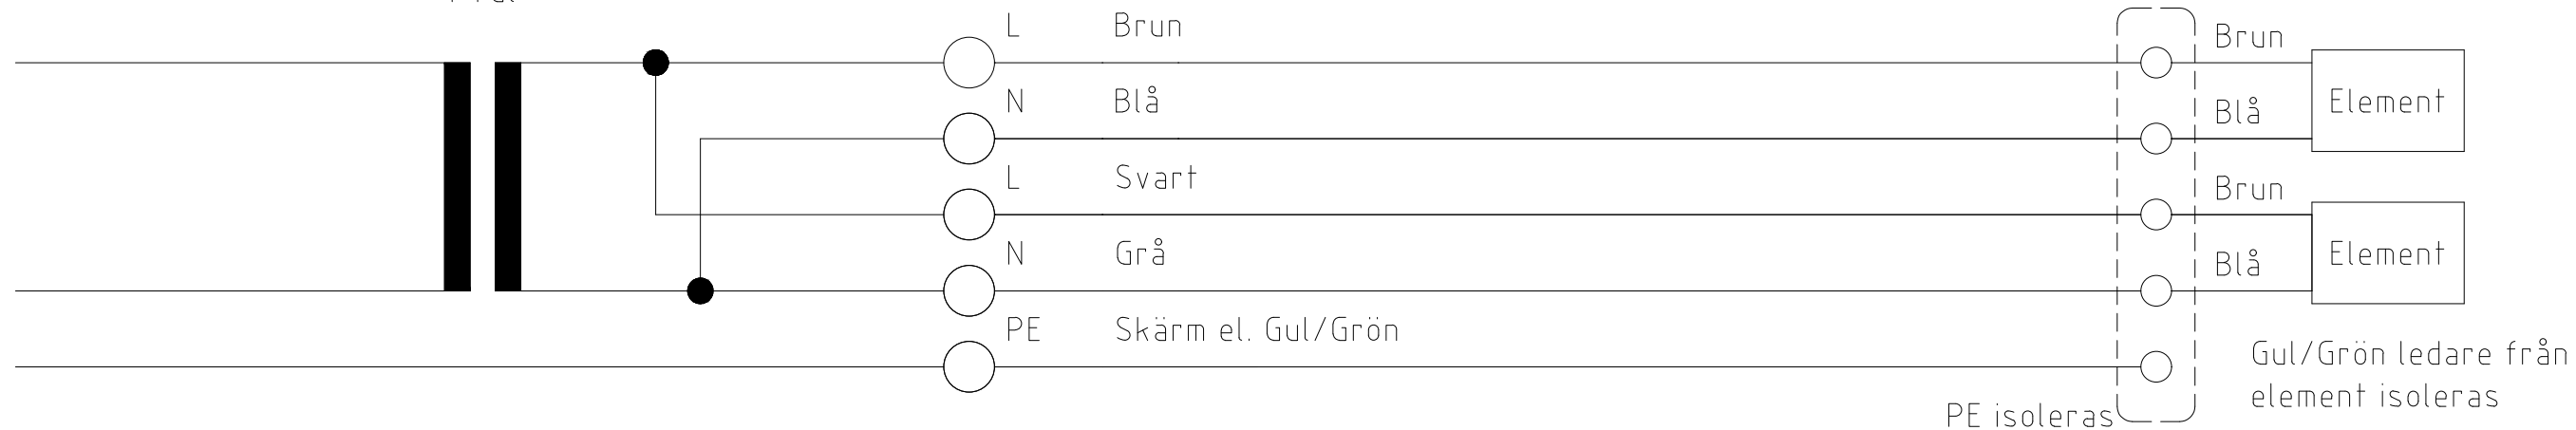 L Brun
Brun
N Blå
Blå
Element
L Svart
Brun
N Grå
Blå
Element
PE Skärm el. Gul/Grön
Gul/Grön ledare från
element isoleras
PE isoleras